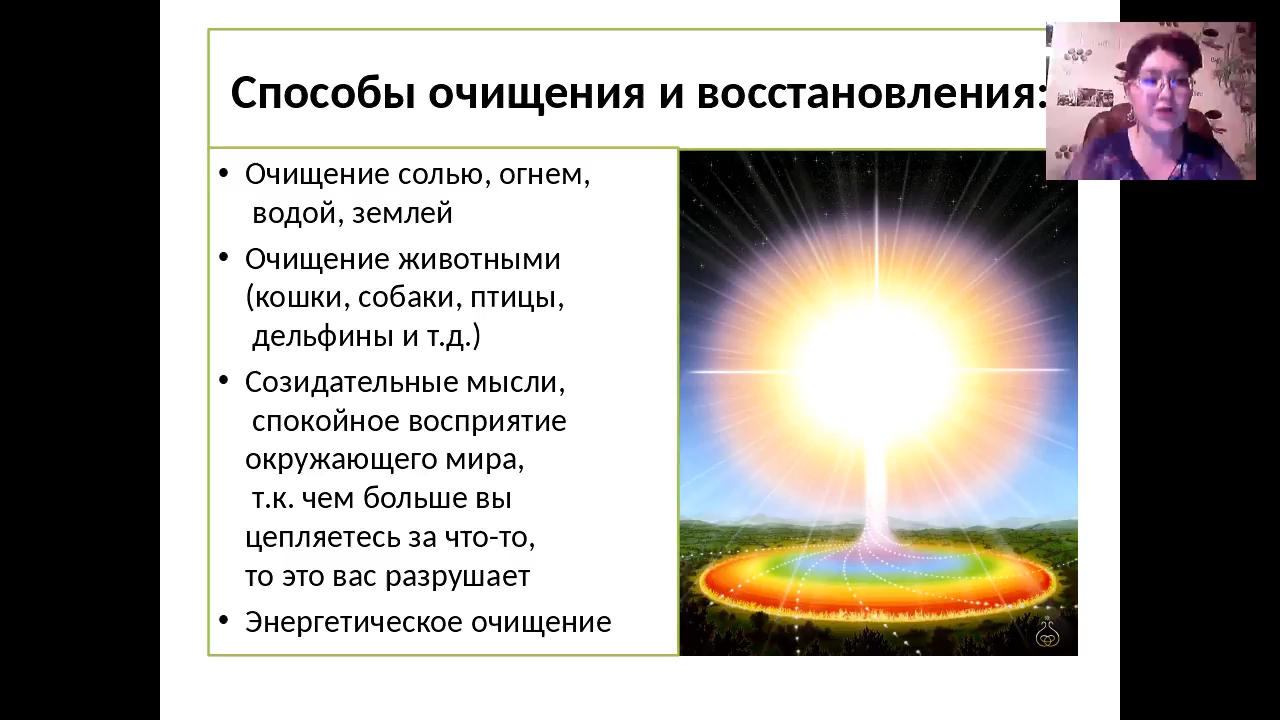 Способы очищения и восстановления:
• Очищение солью, огнем,
водой, землей
• Очищение животными
(кошки, собаки, птицы,
дельфины и т.д.)
• Созидательные мысли,
спокойное восприятие
окружающего мира,
т.к. чем больше вы
цепляетесь за что-то,
то это вас разрушает
• Энергетическое очищение